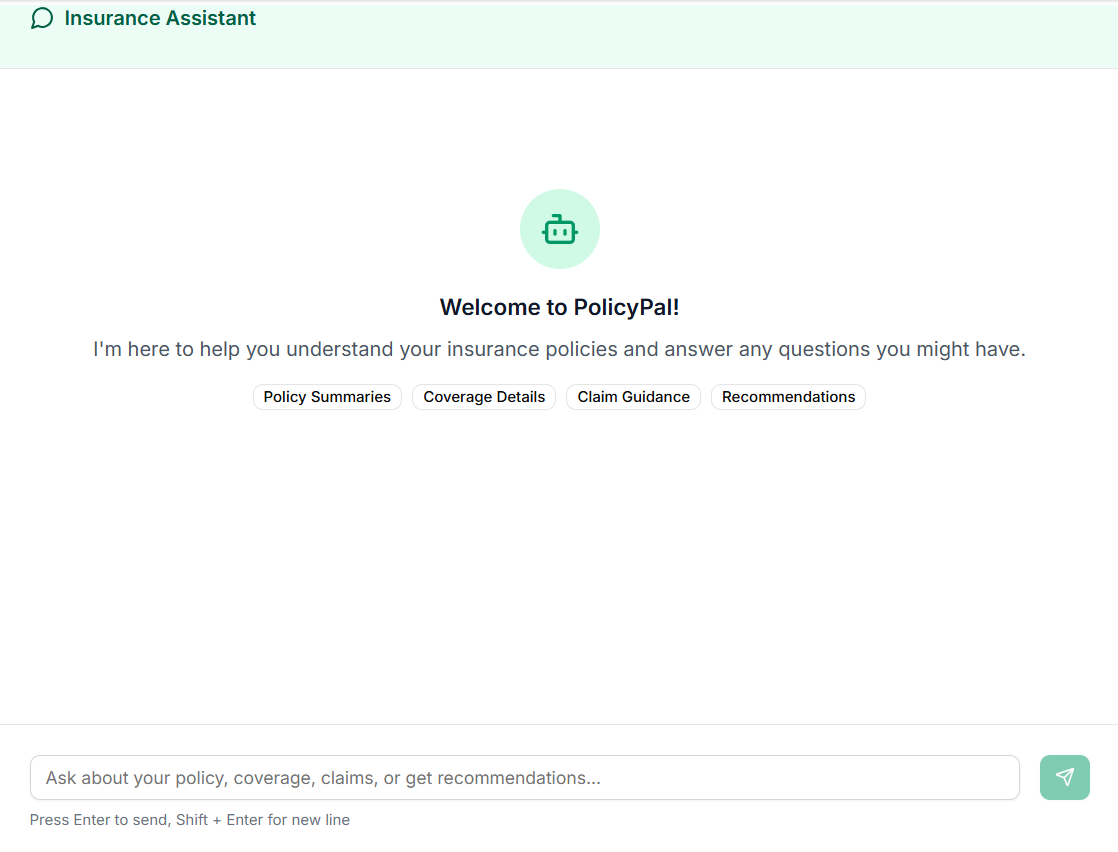 Insurance Assistant
Welcome to PolicyPal!
I'm here to help you understand your insurance policies and answer any questions you might have.
Policy Summaries Coverage Details Claim Guidance Recommendations
Ask about your policy, coverage, claims, or get recommendations...
Press Enter to send, Shift + Enter for new line